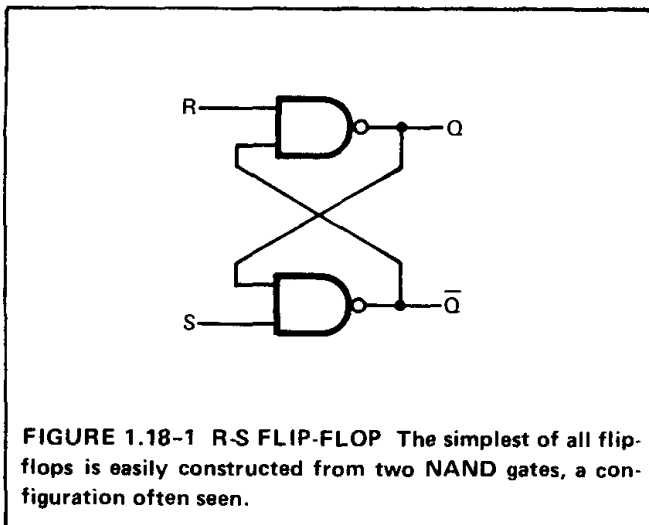 R
Q
Q̅
S
FIGURE 1.18-1 R-S FLIP-FLOP The simplest of all flip-
flops is easily constructed from two NAND gates, a con-
figuration often seen.